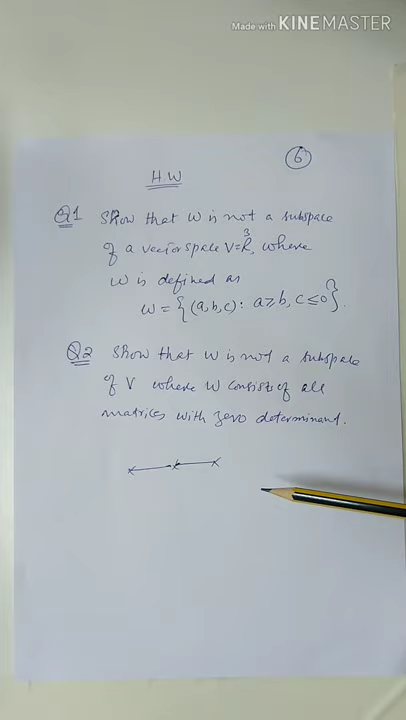 Made with KINEMASTER
6
H.W
Q1 Show that W is not a subspace
of a vector space V=R³, where
W is defined as
W = {(a,b,c): a≥b, c≤0}.
Q2 Show that W is not a subspace
of V where W consists of all
matrices with zero determinant.